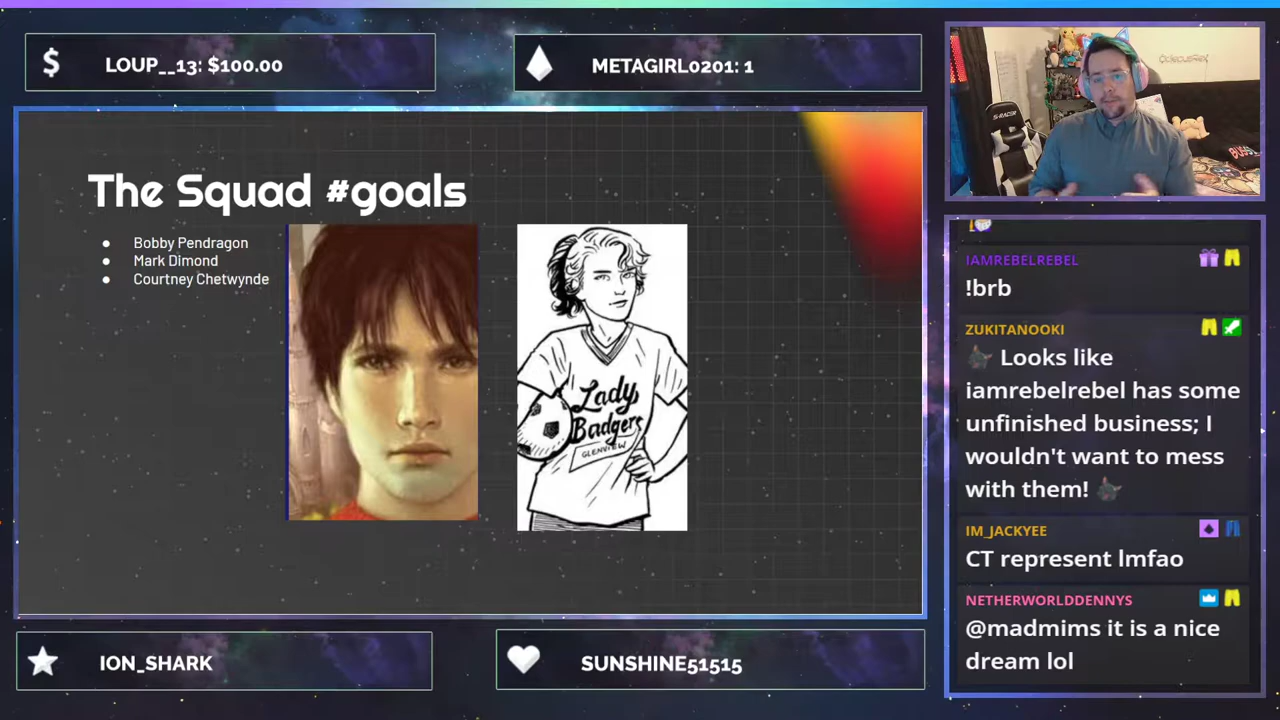 LOUP__13: $100.00
METAGIRL0201: 1
The Squad #goals
● Bobby Pendragon
● Mark Dimond
● Courtney Chetwynde
Lady
Badgers
GLENVIEW
S-RACER
IAMREBELREBEL
!brb
ZUKITANOOKI
Looks like
iamrebelrebel has some
unfinished business; I
wouldn't want to mess
with them!
IM_JACKYEE
CT represent lmfao
NETHERWORLDDENNYS
@madmims it is a nice
dream lol
ION_SHARK
SUNSHINE51515